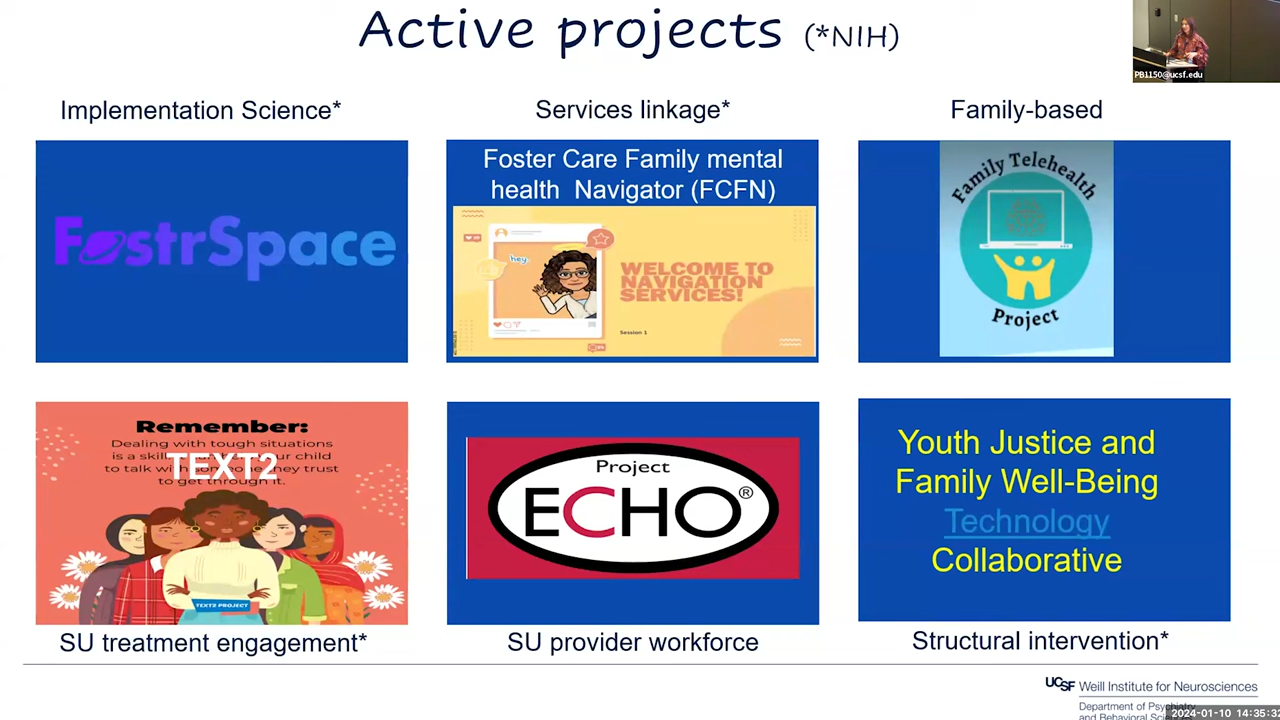 Active projects (*NIH)
PB1150@ucsf.edu
Implementation Science*
Services linkage*
Family-based
FostrSpace
Foster Care Family mental
health Navigator (FCFN)
hey,
WELCOME TO
NAVIGATION
SERVICES!
Session 1
Family Telehealth
Project
Remember:
Dealing with tough situations
is a skill
your child
to talk with
they trust
to get through it.
TEXT2
TEXT2 PROJECT
Project
ECHO®
Youth Justice and
Family Well-Being
Technology
Collaborative
SU treatment engagement*
SU provider workforce
Structural intervention*
UCSF Weill Institute for Neurosciences
Department of Psychiatry
and Behavioral
2024-01-10 14:35:32